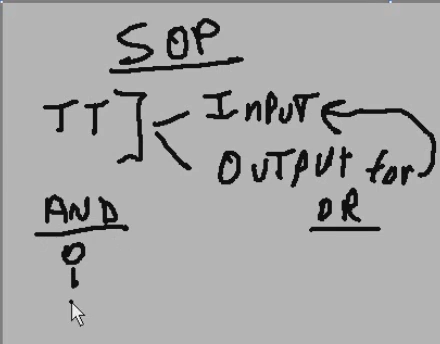 SOP
TT] INPUT
OUTPUT for
AND OR
0
1